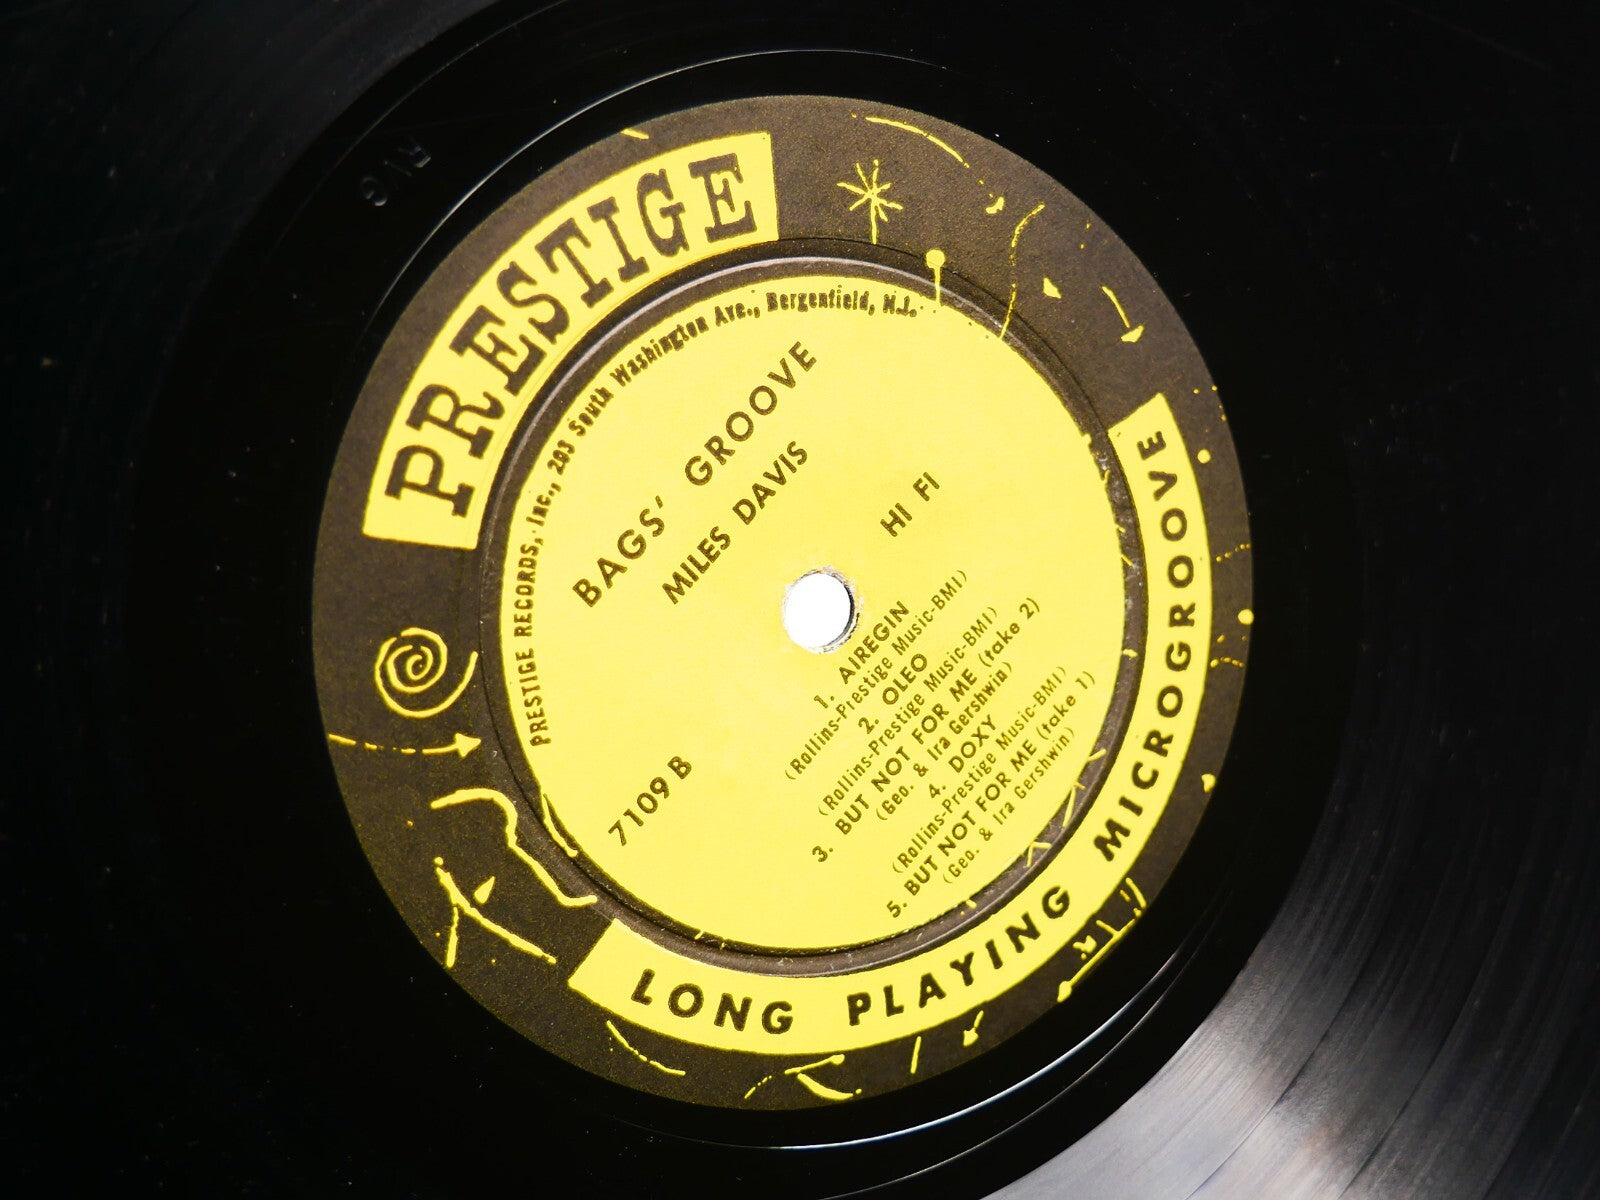 PRESTIGE
PRESTIGE RECORDS, Inc., 203 South Washington Ave., Bergenfield, N.J.
BAGS' GROOVE
MILES DAVIS
HI FI
7109 B
1. AIREGIN
(Rollins-Prestige Music-BMI)
2. OLEO
(Rollins-Prestige Music-BMI)
3. BUT NOT FOR ME (take 2)
(Geo. & Ira Gershwin)
4. DOXY
(Rollins-Prestige Music-BMI)
5. BUT NOT FOR ME (take 1)
(Geo. & Ira Gershwin)
LONG PLAYING MICROGROOVE
RVG